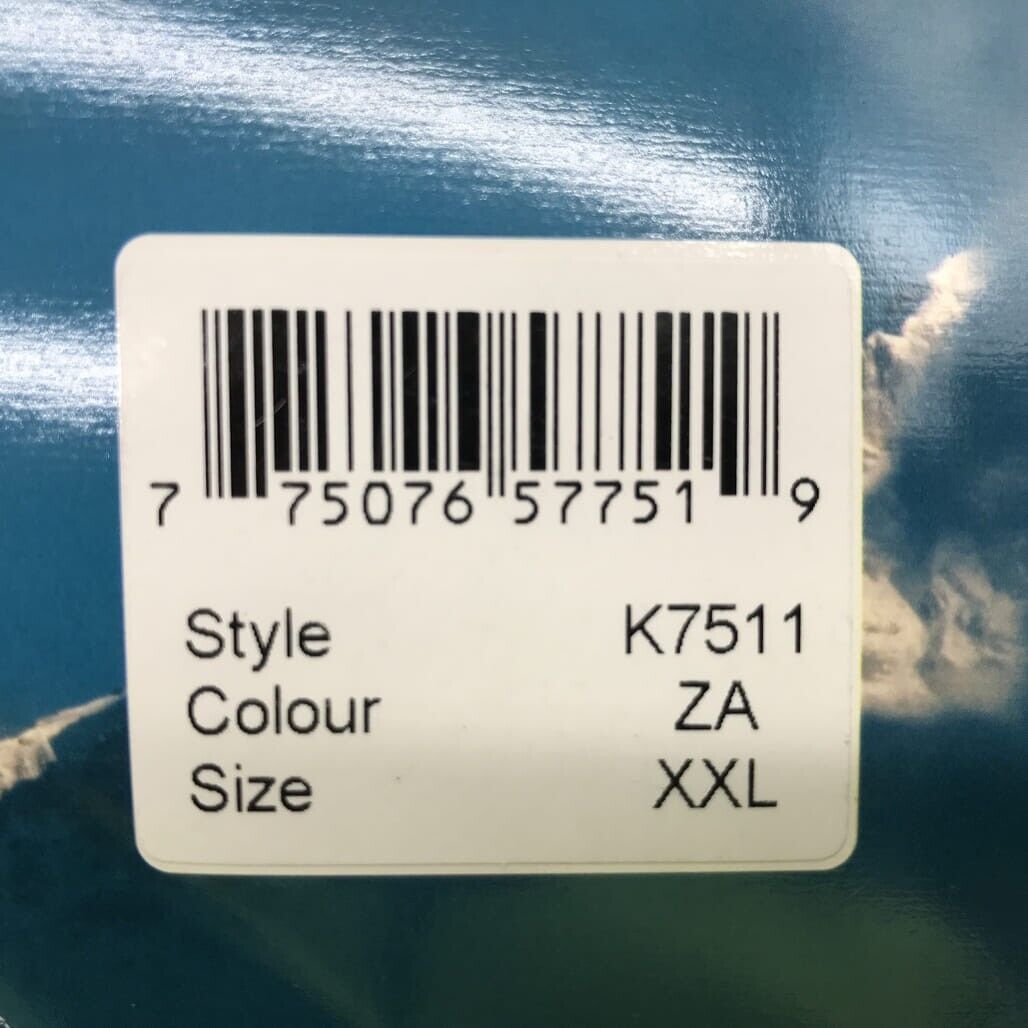 7 75076 57751 9
Style K7511
Colour ZA
Size XXL